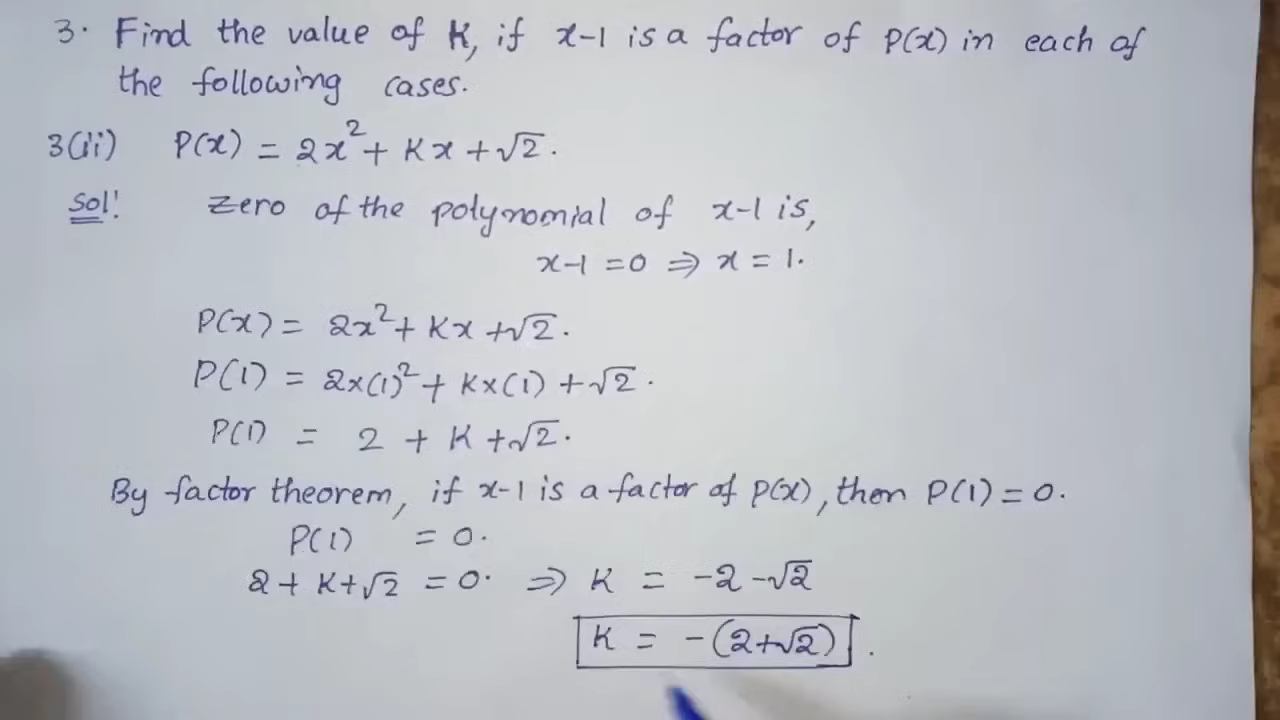 3. Find the value of K, if x-1 is a factor of P(x) in each of
the following cases.
3(ii) P(x) = 2x² + Kx + √2.
Sol! Zero of the polynomial of x-1 is,
x-1 = 0 ⇒ x = 1.
P(x) = 2x² + Kx + √2.
P(1) = 2×(1)² + K×(1) + √2.
P(1) = 2 + K + √2.
By factor theorem, if x-1 is a factor of P(x), then P(1) = 0.
P(1) = 0.
2 + K + √2 = 0. ⇒ K = -2 - √2
K = -(2+√2).